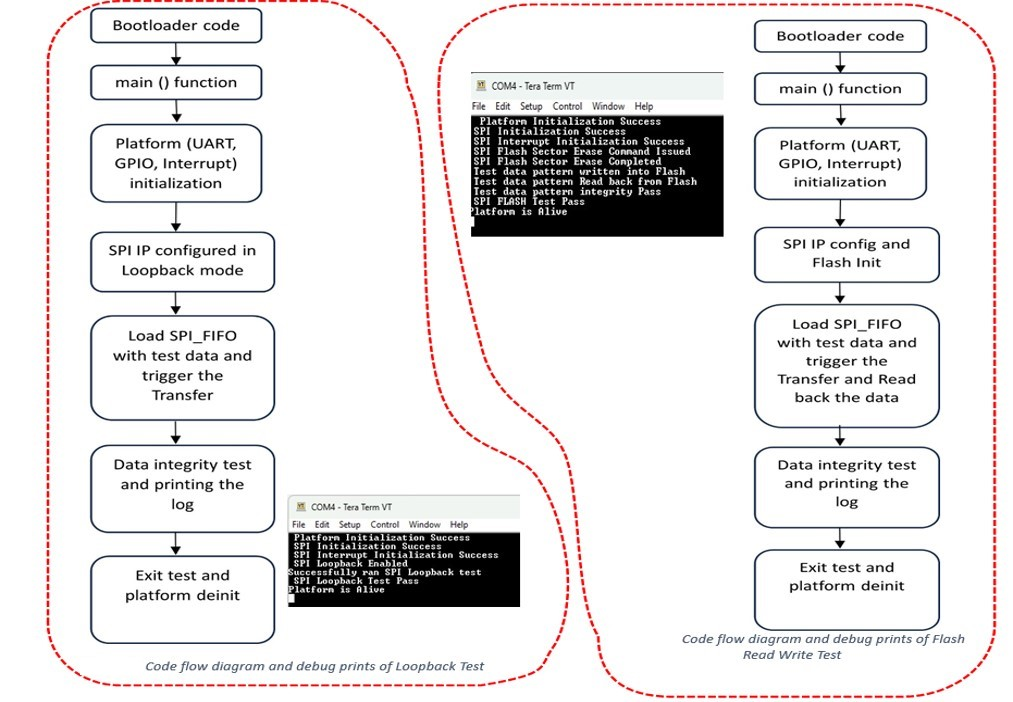 Bootloader code
main () function
Platform (UART,
GPIO, Interrupt)
initialization
SPI IP configured in
Loopback mode
Load SPI_FIFO
with test data and
trigger the
Transfer
Data integrity test
and printing the
log
Exit test and
platform deinit
COM4 - Tera Term VT
File Edit Setup Control Window Help
Platform Initialization Success
SPI Initialization Success
SPI Interrupt Initialization Success
SPI Loopback Enabled
Successfully ran SPI Loopback test
SPI Loopback Test Pass
Platform is Alive
Code flow diagram and debug prints of Loopback Test
COM4 - Tera Term VT
File Edit Setup Control Window Help
Platform Initialization Success
SPI Initialization Success
SPI Interrupt Initialization Success
SPI Flash Sector Erase Command Issued
SPI Flash Sector Erase Completed
Test data pattern written into Flash
Test data pattern Read back from Flash
Test data pattern integrity Pass
SPI FLASH Test Pass
Platform is Alive
Bootloader code
main () function
Platform (UART,
GPIO, Interrupt)
initialization
SPI IP config and
Flash Init
Load SPI_FIFO
with test data and
trigger the
Transfer and Read
back the data
Data integrity test
and printing the
log
Exit test and
platform deinit
Code flow diagram and debug prints of Flash
Read Write Test